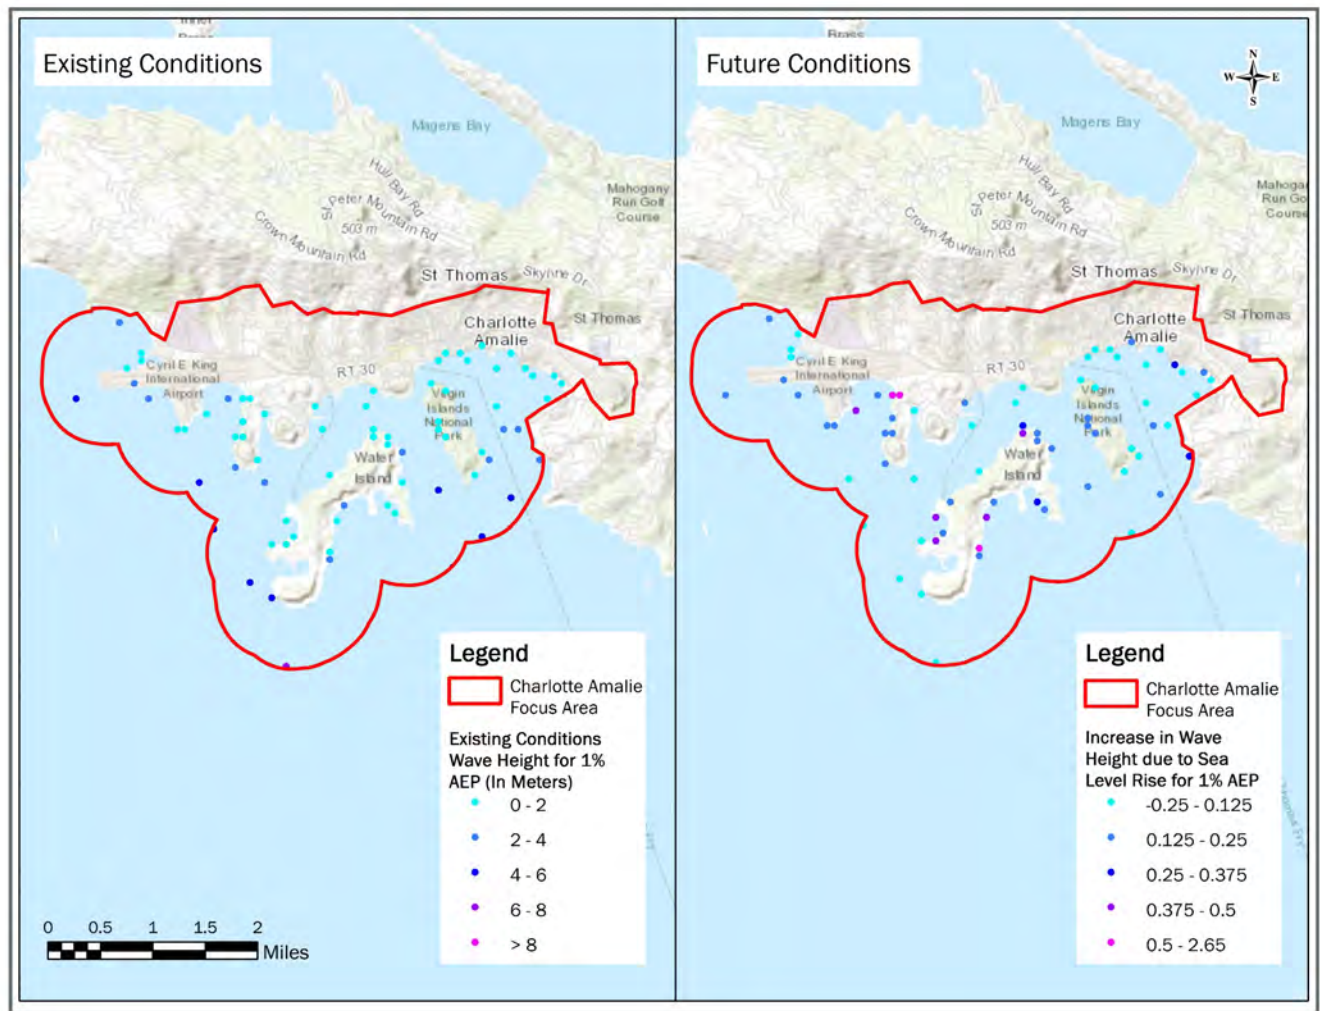 Existing Conditions
Magens Bay
Hull Bay Rd
Mahogany
Run Golf
Course
St Peter Mountain Rd
503 m
Crown Mountain Rd
St Thomas
Skyline Dr
Charlotte
Amalie
St Thomas
Cyril E King
International
Airport
RT 30
Virgin
Islands
National
Park
Water
Island
Legend
Charlotte Amalie
Focus Area
Existing Conditions
Wave Height for 1%
AEP (In Meters)
0 - 2
2 - 4
4 - 6
6 - 8
> 8
0 0.5 1 1.5 2
Miles
Future Conditions
N
W E
S
Brass
Magens Bay
Hull Bay Rd
Mahoga
Run Go
Course
St Peter Mountain Rd
503 m
Crown Mountain Rd
St Thomas
Skyline Dr
Charlotte
Amalie
St Thomas
Cyril E King
International
Airport
RT 30
Virgin
Islands
National
Park
Water
Island
Legend
Charlotte Amalie
Focus Area
Increase in Wave
Height due to Sea
Level Rise for 1% AEP
-0.25 - 0.125
0.125 - 0.25
0.25 - 0.375
0.375 - 0.5
0.5 - 2.65